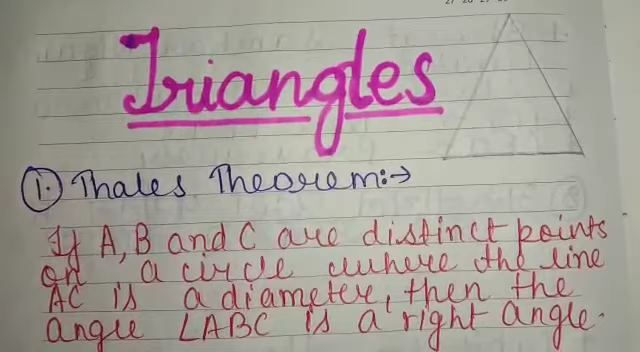 Triangles
1. Thales Theorem:→
If A, B and C are distinct points
on a circle where the line
AC is a diameter, then the
angle ∠ABC is a right angle.